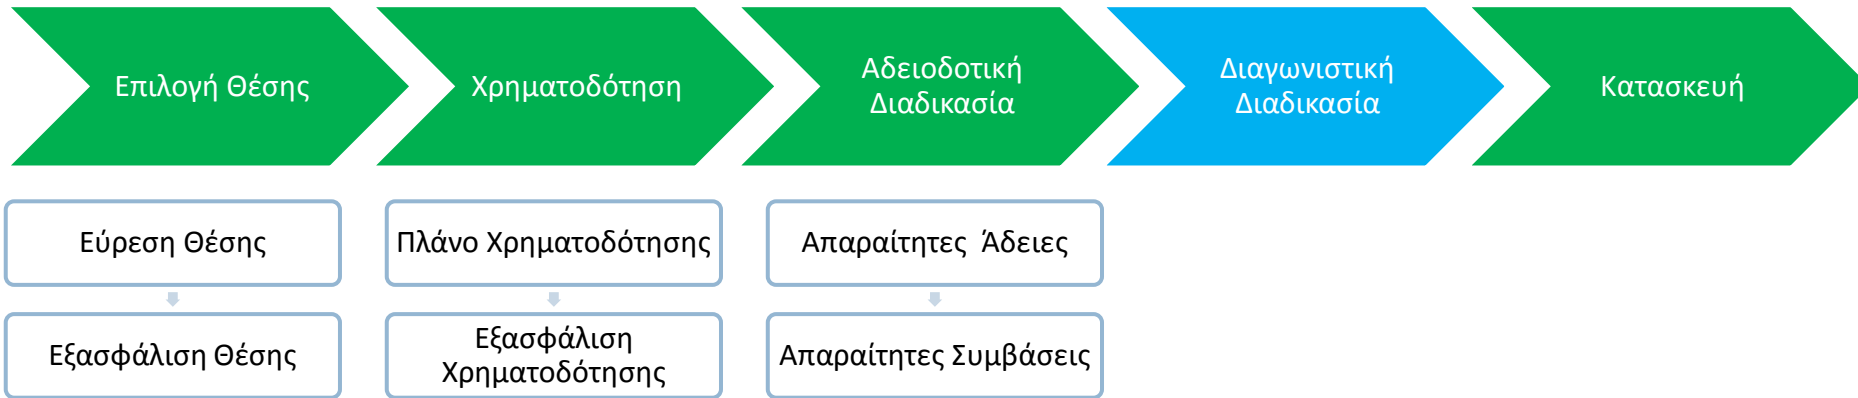 Επιλογή Θέσης
Χρηματοδότηση
Αδειοδοτική
Διαδικασία
Διαγωνιστική
Διαδικασία
Κατασκευή
Εύρεση Θέσης
Πλάνο Χρηματοδότησης
Απαραίτητες Άδειες
Εξασφάλιση Θέσης
Εξασφάλιση
Χρηματοδότησης
Απαραίτητες Συμβάσεις